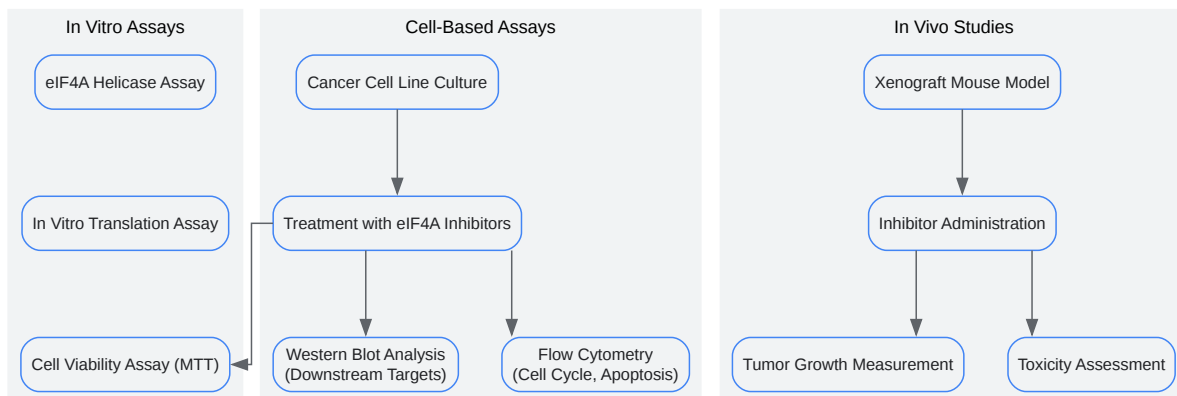 In Vitro Assays
eIF4A Helicase Assay
In Vitro Translation Assay
Cell Viability Assay (MTT)
Cell-Based Assays
Cancer Cell Line Culture
Treatment with eIF4A Inhibitors
Western Blot Analysis
(Downstream Targets)
Flow Cytometry
(Cell Cycle, Apoptosis)
In Vivo Studies
Xenograft Mouse Model
Inhibitor Administration
Tumor Growth Measurement
Toxicity Assessment